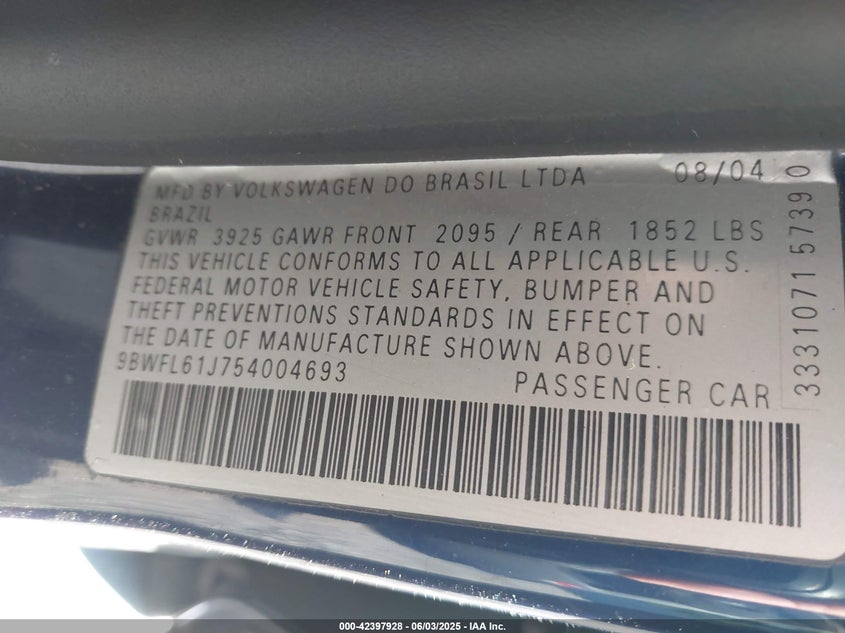 MFD BY VOLKSWAGEN DO BRASIL LTDA 08/04
BRAZIL
GVWR 3925 GAWR FRONT 2095 / REAR 1852 LBS
THIS VEHICLE CONFORMS TO ALL APPLICABLE U.S.
FEDERAL MOTOR VEHICLE SAFETY, BUMPER AND
THEFT PREVENTIONS STANDARDS IN EFFECT ON
THE DATE OF MANUFACTURE SHOWN ABOVE.
9BWFL61J754004693 PASSENGER CAR
3331071 5739 0
000-42397928 - 06/03/2025 - IAA Inc.